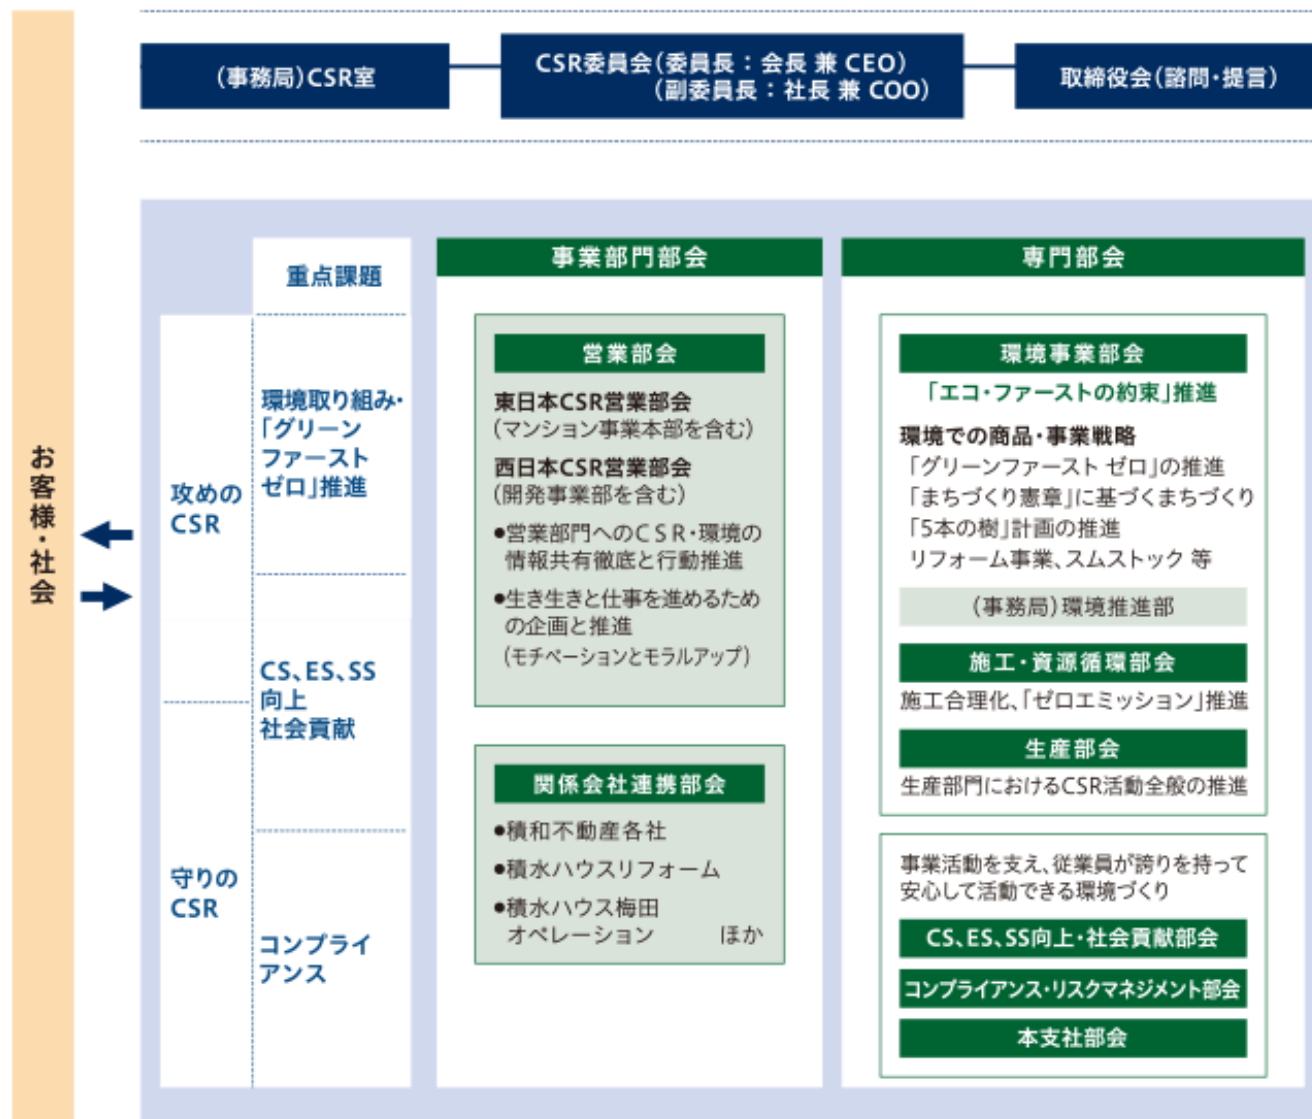 お客様・社会
(事務局)CSR室
CSR委員会(委員長：会長 兼 CEO)
(副委員長：社長 兼 COO)
取締役会(諮問・提言)
重点課題
攻めの
CSR
守りの
CSR
環境取り組み・
「グリーン
ファースト
ゼロ」推進
CS、ES、SS
向上
社会貢献
コンプライ
アンス
事業部門部会
営業部会
東日本CSR営業部会
(マンション事業本部を含む)
西日本CSR営業部会
(開発事業部を含む)
●営業部門へのCSR・環境の
情報共有徹底と行動推進
●生き生きと仕事を進めるため
の企画と推進
(モチベーションとモラルアップ)
関係会社連携部会
●積和不動産各社
●積水ハウスリフォーム
●積水ハウス梅田
オペレーション ほか
専門部会
環境事業部会
「エコ・ファーストの約束」推進
環境での商品・事業戦略
「グリーンファースト ゼロ」の推進
「まちづくり憲章」に基づくまちづくり
「5本の樹」計画の推進
リフォーム事業、スムストック 等
(事務局)環境推進部
施工・資源循環部会
施工合理化、「ゼロエミッション」推進
生産部会
生産部門におけるCSR活動全般の推進
事業活動を支え、従業員が誇りを持って
安心して活動できる環境づくり
CS、ES、SS向上・社会貢献部会
コンプライアンス・リスクマネジメント部会
本支社部会